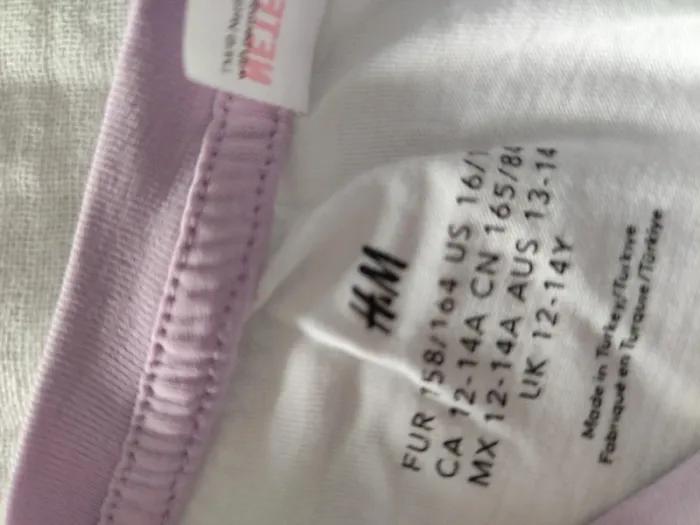 H&M
EUR 158/164 US 16/1
CA 12-14A CN 165/84
MX 12-14A AUS 13-14
UK 12-14Y
Made in Turkey/Türkiye
Fabriqué en Turquie/Türkiye